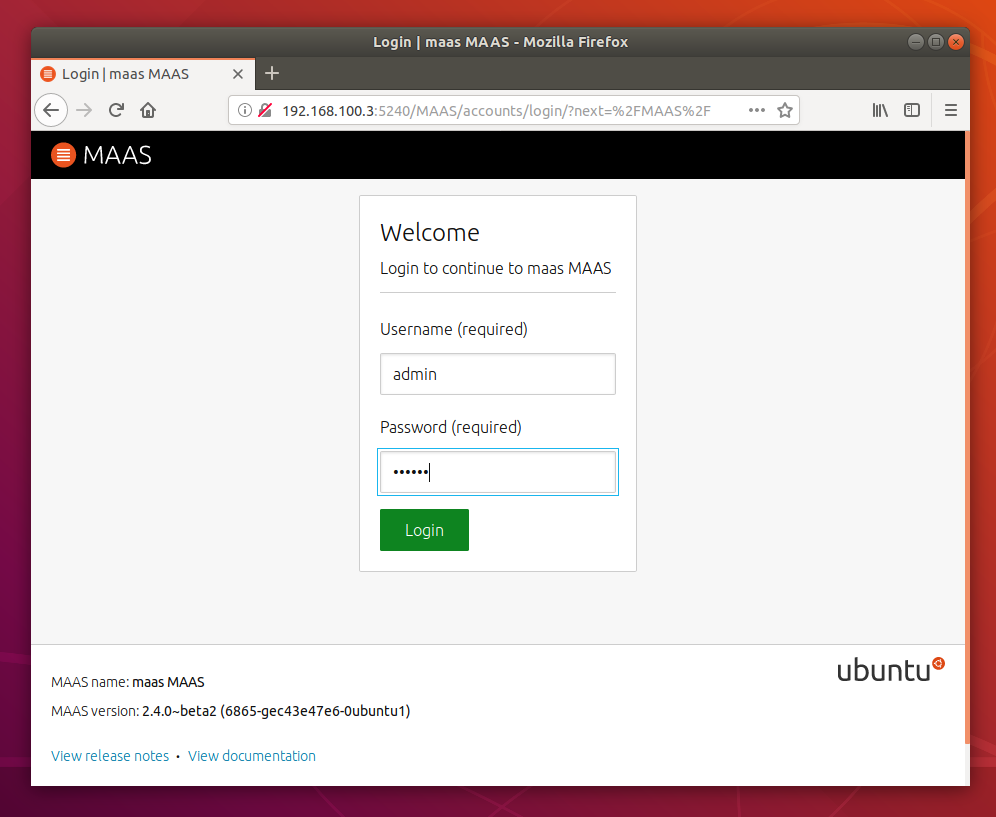 Login | maas MAAS - Mozilla Firefox
Login | maas MAAS
192.168.100.3:5240/MAAS/accounts/login/?next=%2FMAAS%2F
MAAS
Welcome
Login to continue to maas MAAS
Username (required)
admin
Password (required)
••••••
Login
ubuntu
MAAS name: maas MAAS
MAAS version: 2.4.0~beta2 (6865-gec43e47e6-0ubuntu1)
View release notes • View documentation